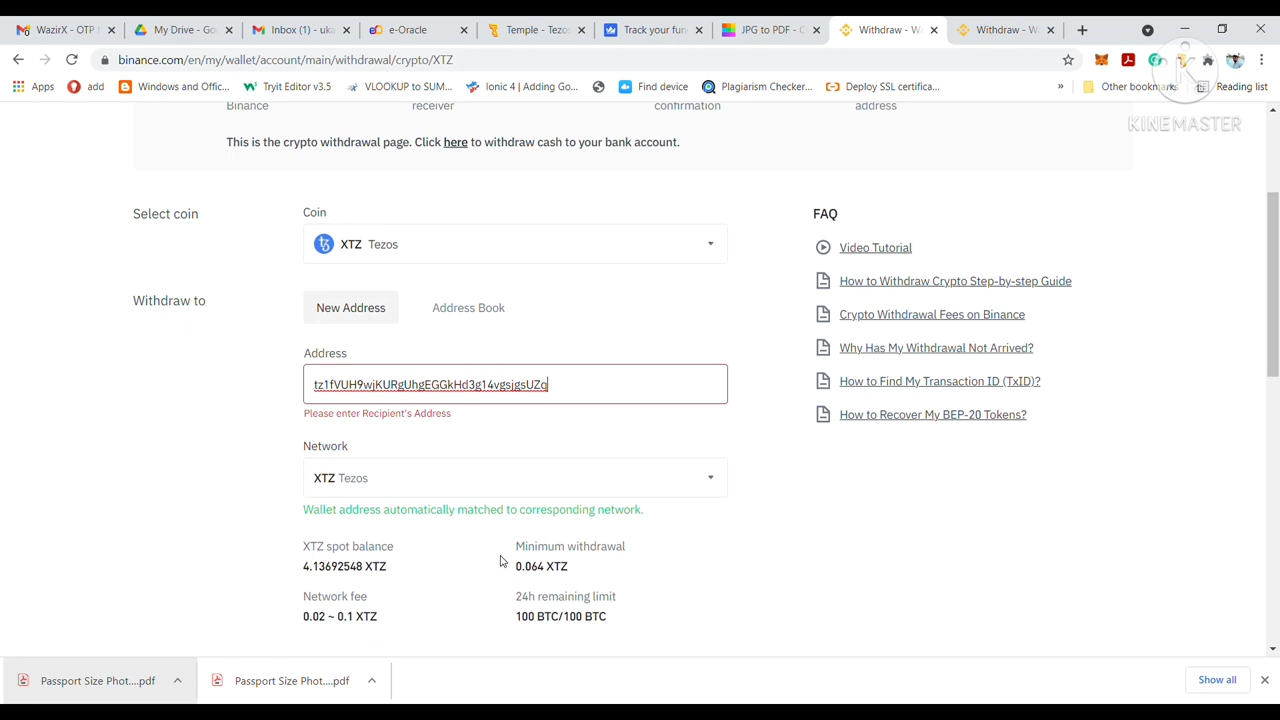 WazirX - OTP
My Drive - Go
Inbox (1) - uka
e-Oracle
Temple - Tezo
Track your fun
JPG to PDF - C
Withdraw - W
Withdraw - W
binance.com/en/my/wallet/account/main/withdrawal/crypto/XTZ
Apps
add
Windows and Offic...
Tryit Editor v3.5
VLOOKUP to SUM...
Ionic 4 | Adding Go...
Find device
Plagiarism Checker...
Deploy SSL certifica...
»
Other bookmarks
Reading list
KINEMASTER
Binance
receiver
confirmation
address
This is the crypto withdrawal page. Click here to withdraw cash to your bank account.
Select coin
Coin
XTZ Tezos
Withdraw to
New Address
Address Book
Address
tz1fVUH9wjKURgUhgEGGkHd3g14vgsjgsUZq
Please enter Recipient's Address
Network
XTZ Tezos
Wallet address automatically matched to corresponding network.
XTZ spot balance
Minimum withdrawal
4.13692548 XTZ
0.064 XTZ
Network fee
24h remaining limit
0.02 ~ 0.1 XTZ
100 BTC/100 BTC
FAQ
Video Tutorial
How to Withdraw Crypto Step-by-step Guide
Crypto Withdrawal Fees on Binance
Why Has My Withdrawal Not Arrived?
How to Find My Transaction ID (TxID)?
How to Recover My BEP-20 Tokens?
Passport Size Phot....pdf
Passport Size Phot....pdf
Show all